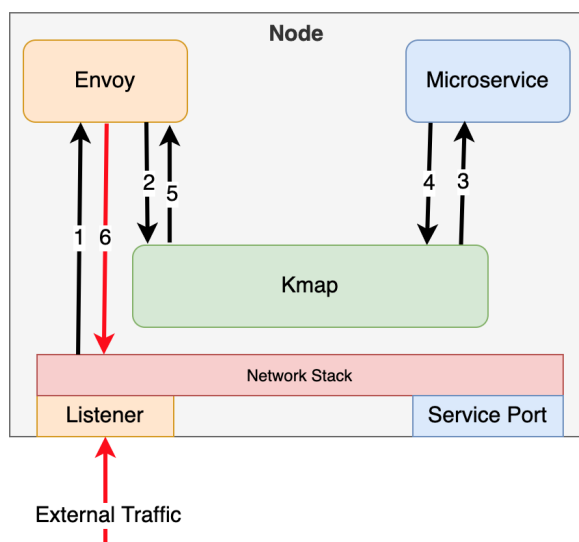 Node
Envoy
Microservice
2
5
4
3
1
6
Kmap
Network Stack
Listener
Service Port
External Traffic